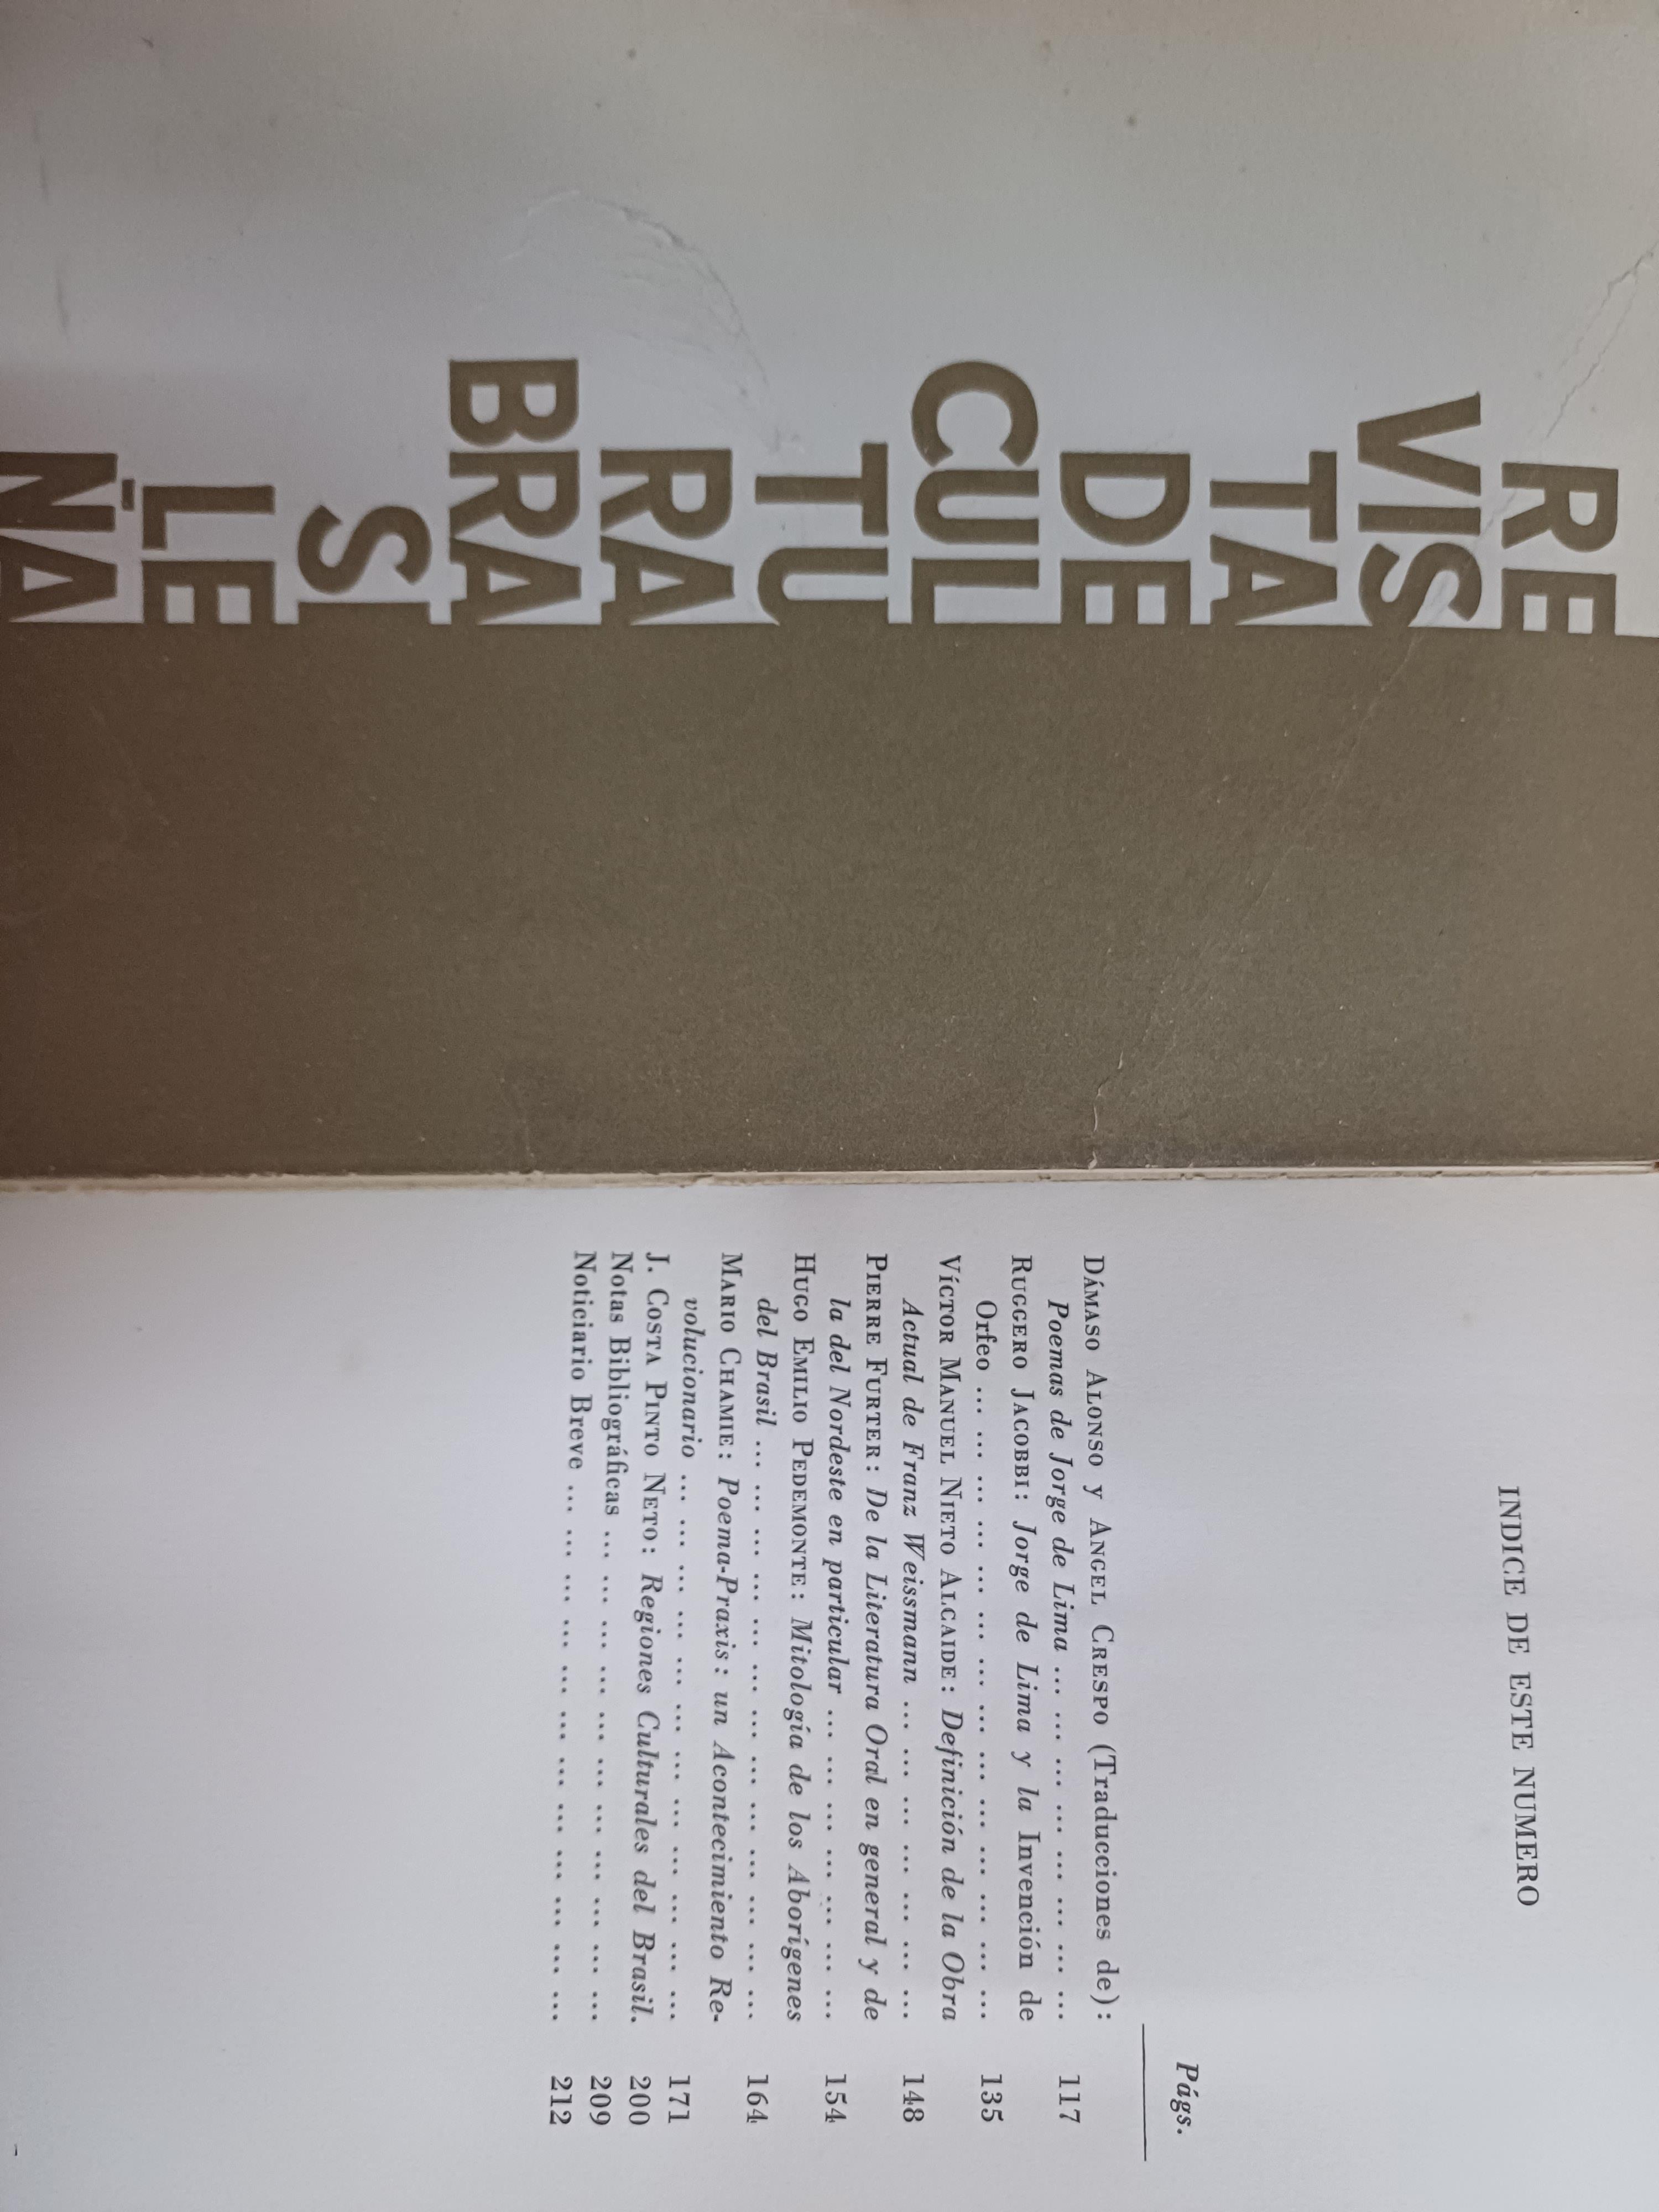 RE
VIS
TA
DE
CUL
TU
RA
BRA
SI
LE
ÑA
INDICE DE ESTE NUMERO
Págs.
DÁMASO ALONSO y ANGEL CRESPO (Traducciones de):
Poemas de Jorge de Lima ... ... ... ... ... ... ... ... 117
RUGGERO JACOBBI: Jorge de Lima y la Invención de
Orfeo ... ... ... ... ... ... ... ... ... ... ... ... ... ... 135
VÍCTOR MANUEL NIETO ALCAIDE: Definición de la Obra
Actual de Franz Weissmann ... ... ... ... ... ... ... 148
PIERRE FURTER: De la Literatura Oral en general y de
la del Nordeste en particular ... ... ... ... ... ... ... 154
HUGO EMILIO PEDEMONTE: Mitología de los Aborígenes
del Brasil ... ... ... ... ... ... ... ... ... ... ... ... ... 164
MARIO CHAMIE: Poema-Praxis: un Acontecimiento Re-
volucionario ... ... ... ... ... ... ... ... ... ... ... ... 171
J. COSTA PINTO NETO: Regiones Culturales del Brasil. 200
Notas Bibliográficas ... ... ... ... ... ... ... ... ... ... ... 209
Noticiario Breve ... ... ... ... ... ... ... ... ... ... ... ... 212